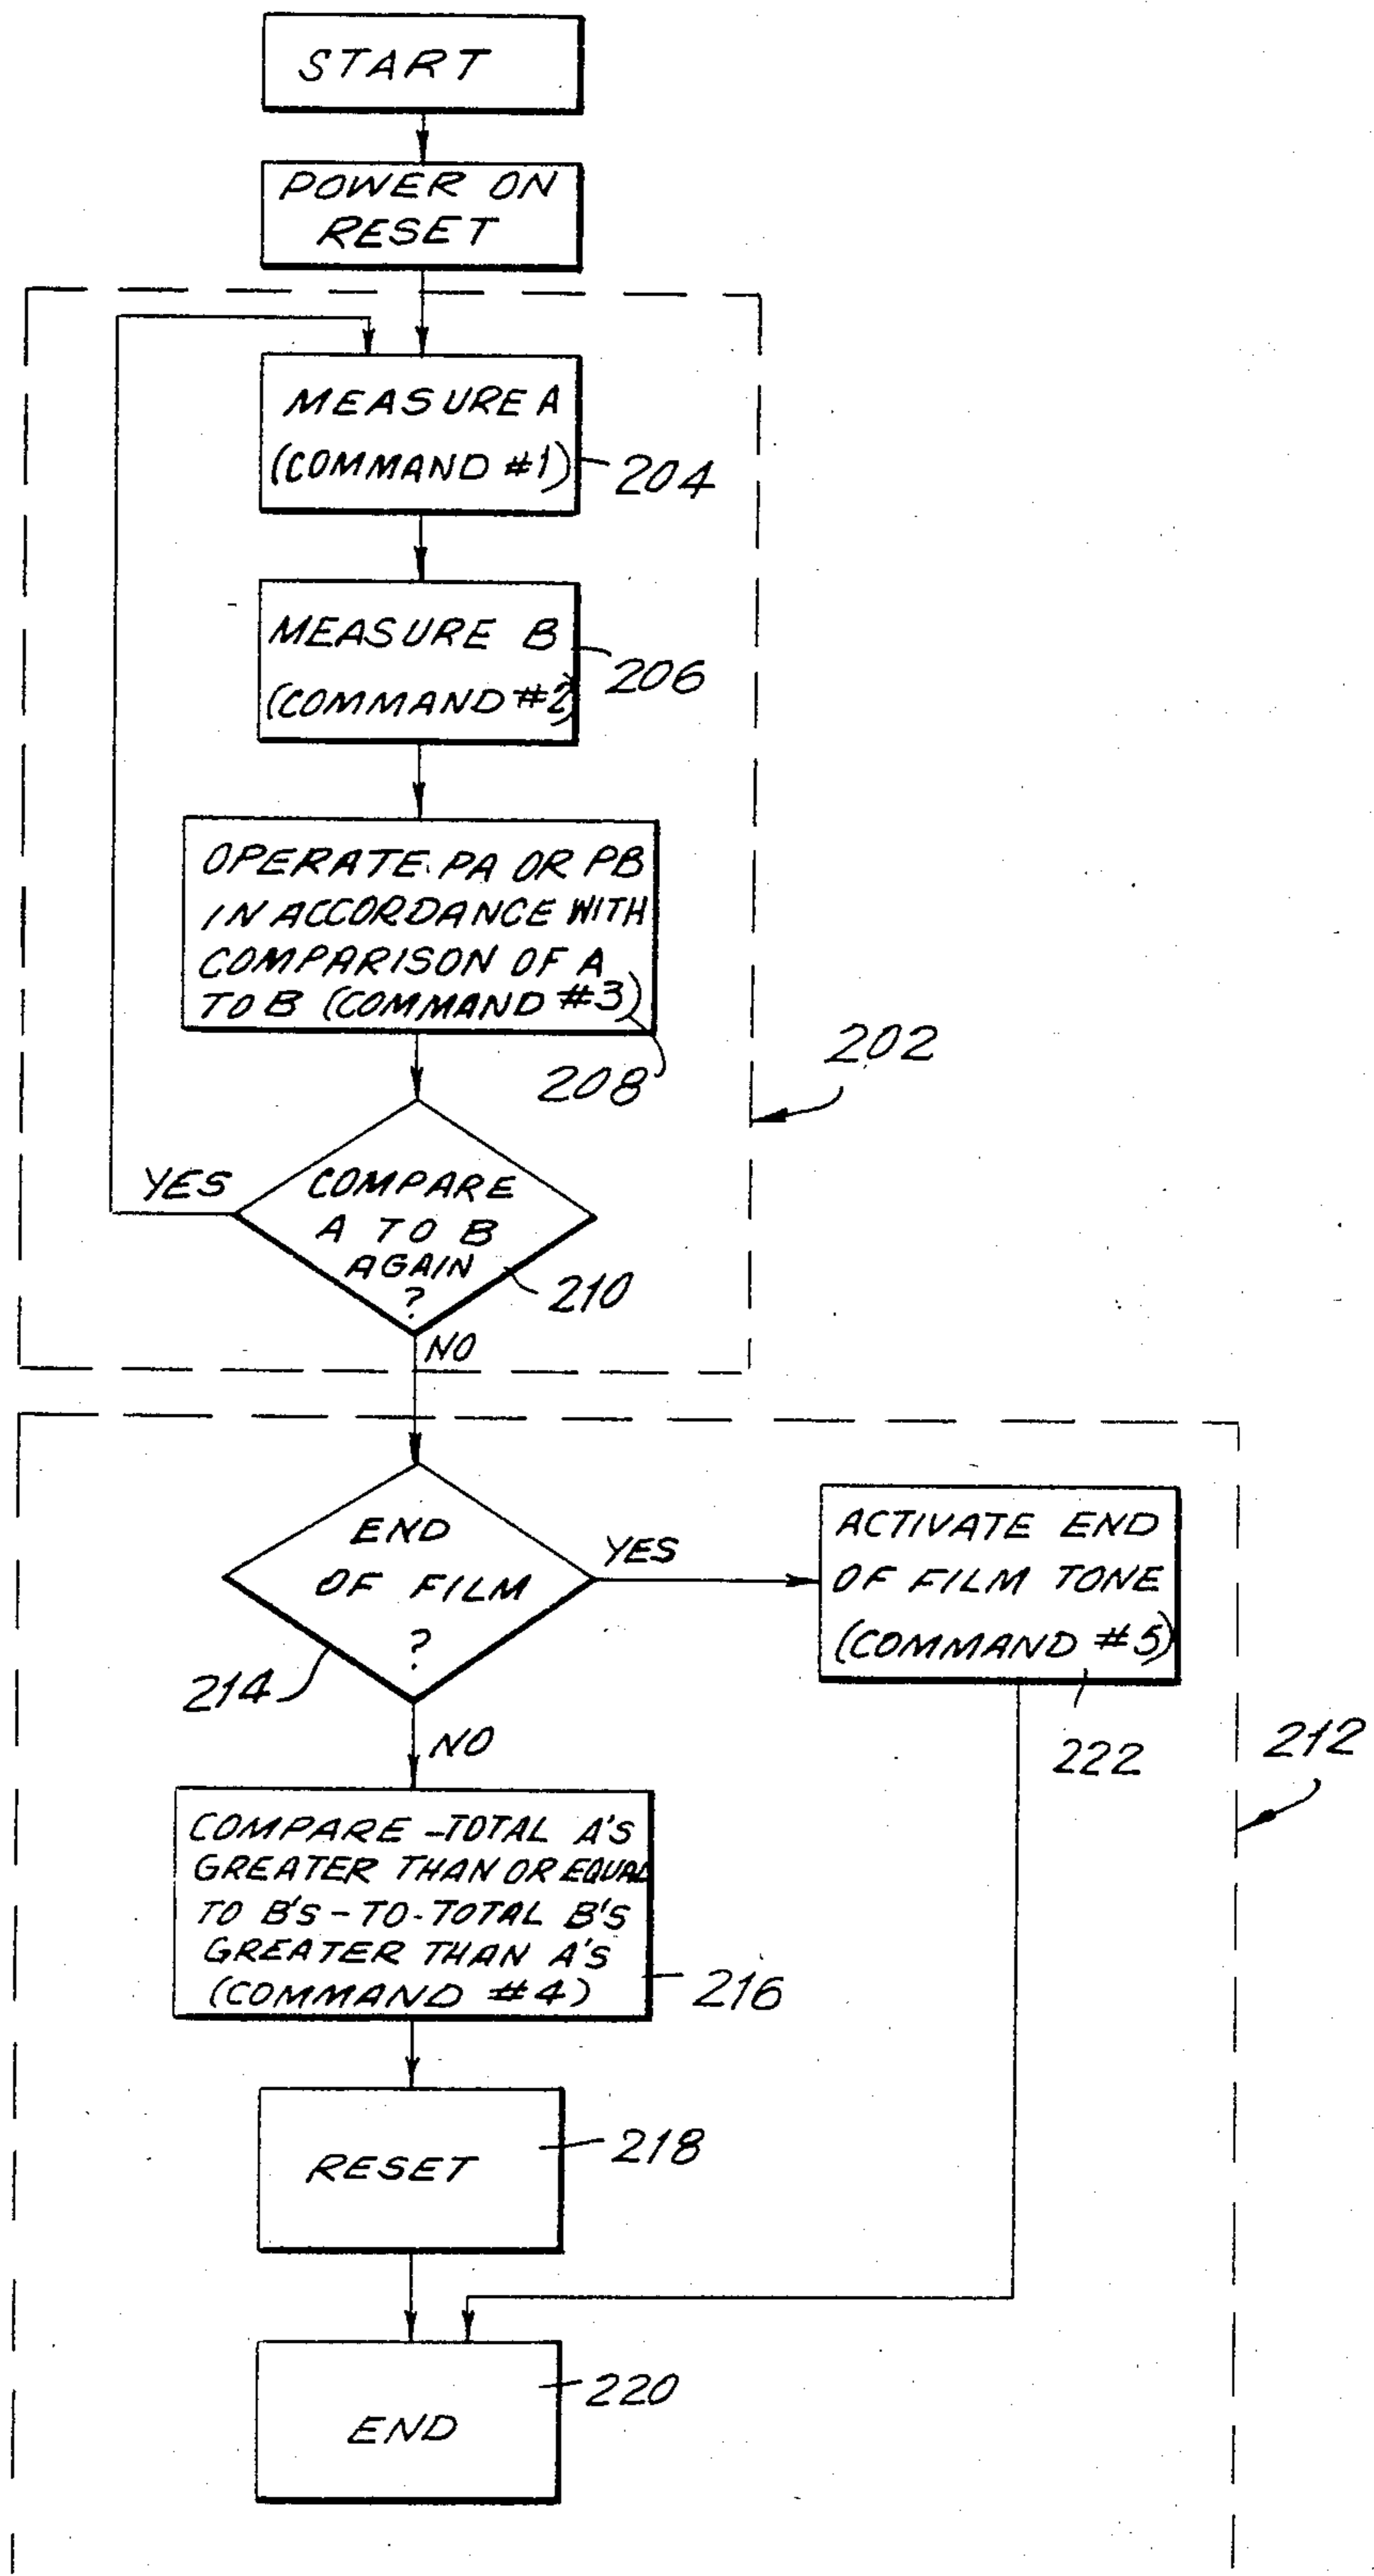 START
POWER ON
RESET
MEASURE A
(COMMAND #1)
204
MEASURE B
(COMMAND #2)
206
OPERATE PA OR PB
IN ACCORDANCE WITH
COMPARISON OF A
TO B (COMMAND #3)
208
202
YES
COMPARE
A TO B
AGAIN
?
210
NO
END
OF FILM
?
214
YES
ACTIVATE END
OF FILM TONE
(COMMAND #5)
222
212
NO
COMPARE -TOTAL A'S
GREATER THAN OR EQUAL
TO B'S - TO-TOTAL B'S
GREATER THAN A'S
(COMMAND #4)
216
RESET
218
END
220